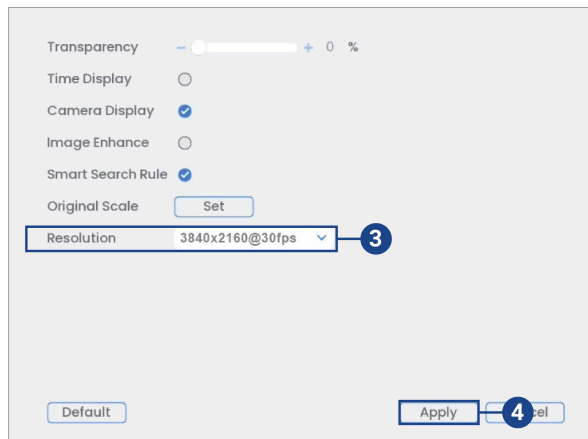 Transparency - + 0 %
Time Display
Camera Display
Image Enhance
Smart Search Rule
Original Scale Set
Resolution 3840x2160@30fps 3
Default Apply 4